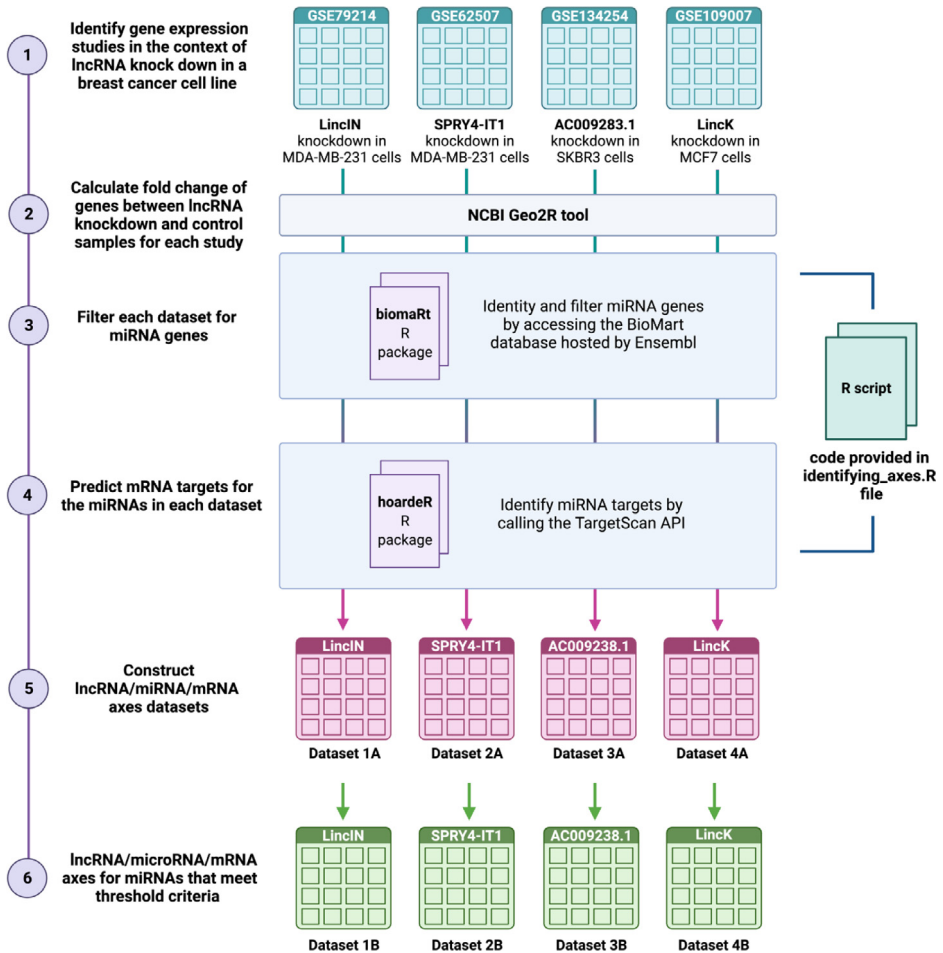 1
Identify gene expression
studies in the context of
lncRNA knock down in a
breast cancer cell line
GSE79214
GSE62507
GSE134254
GSE109007
LincIN
knockdown in
MDA-MB-231 cells
SPRY4-IT1
knockdown in
MDA-MB-231 cells
AC009283.1
knockdown in
SKBR3 cells
LincK
knockdown in
MCF7 cells
2
Calculate fold change of
genes between lncRNA
knockdown and control
samples for each study
NCBI Geo2R tool
3
Filter each dataset for
miRNA genes
biomaRt
R
package
Identity and filter miRNA genes
by accessing the BioMart
database hosted by Ensembl
R script
code provided in
identifying_axes.R
file
4
Predict mRNA targets for
the miRNAs in each dataset
hoardeR
R
package
Identify miRNA targets by
calling the TargetScan API
5
Construct
lncRNA/miRNA/mRNA
axes datasets
LincIN
SPRY4-IT1
AC009238.1
LincK
Dataset 1A
Dataset 2A
Dataset 3A
Dataset 4A
6
lncRNA/microRNA/mRNA
axes for miRNAs that meet
threshold criteria
LincIN
SPRY4-IT1
AC009238.1
LincK
Dataset 1B
Dataset 2B
Dataset 3B
Dataset 4B